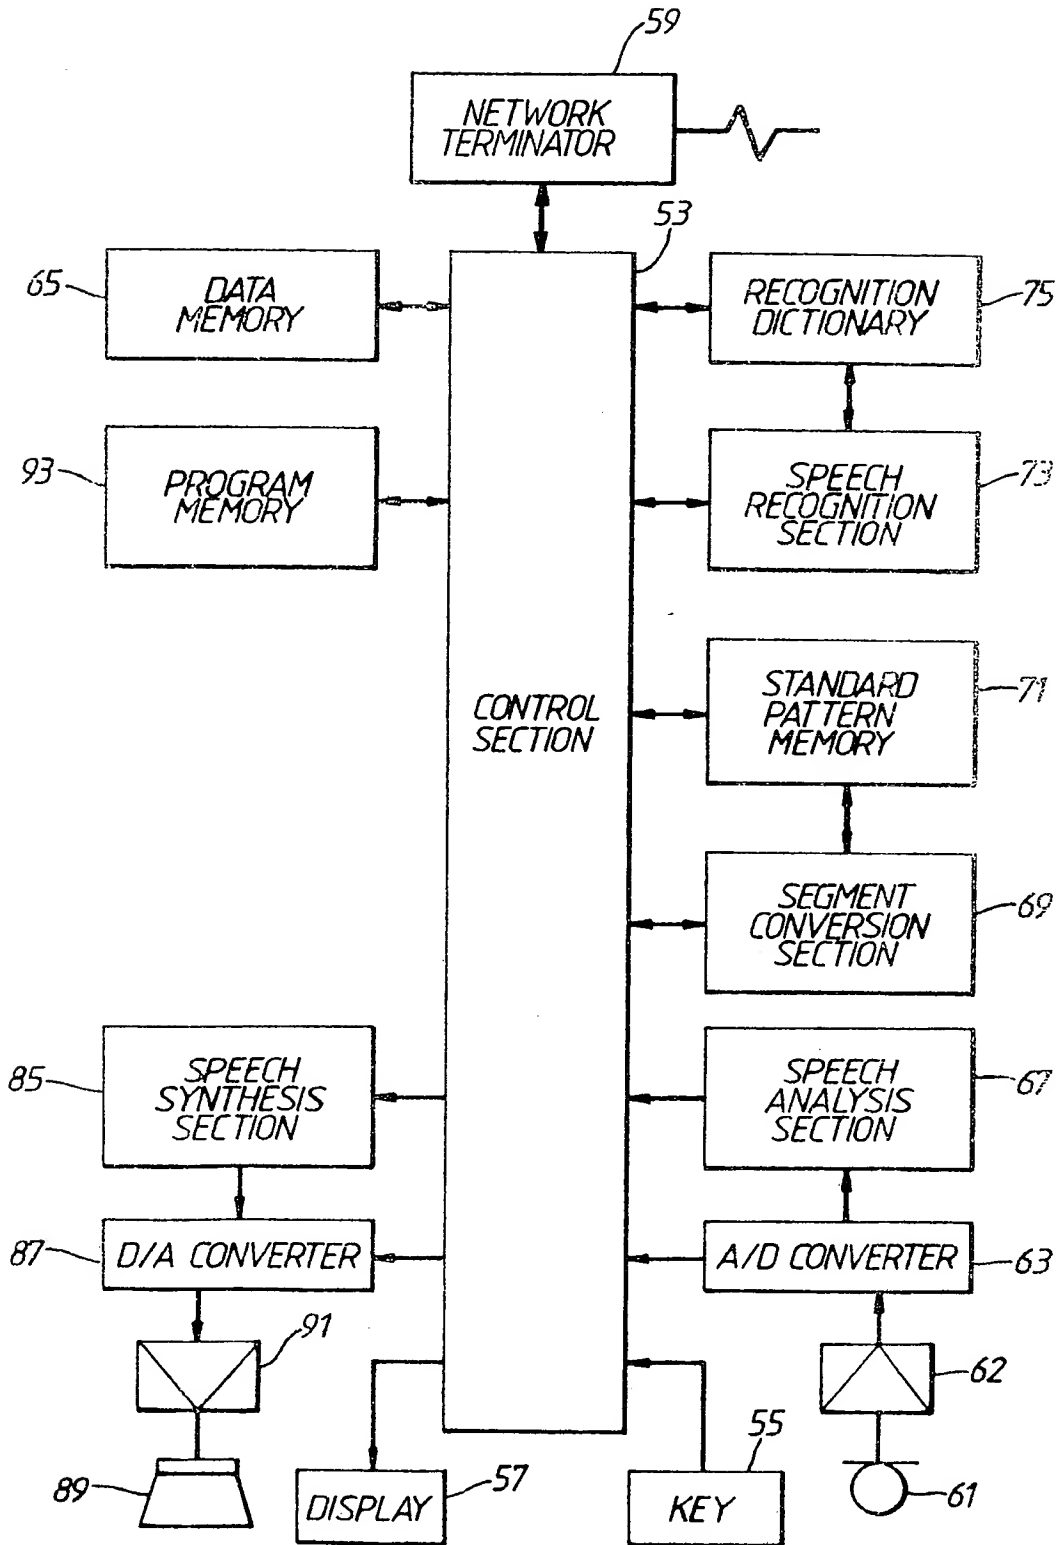 59
NETWORK
TERMINATOR
53
65
DATA
MEMORY
RECOGNITION
DICTIONARY
75
93
PROGRAM
MEMORY
SPEECH
RECOGNITION
SECTION
73
CONTROL
SECTION
STANDARD
PATTERN
MEMORY
71
SEGMENT
CONVERSION
SECTION
69
85
SPEECH
SYNTHESIS
SECTION
SPEECH
ANALYSIS
SECTION
67
87
D/A CONVERTER
A/D CONVERTER
63
91
62
89
DISPLAY
57
55
KEY
61